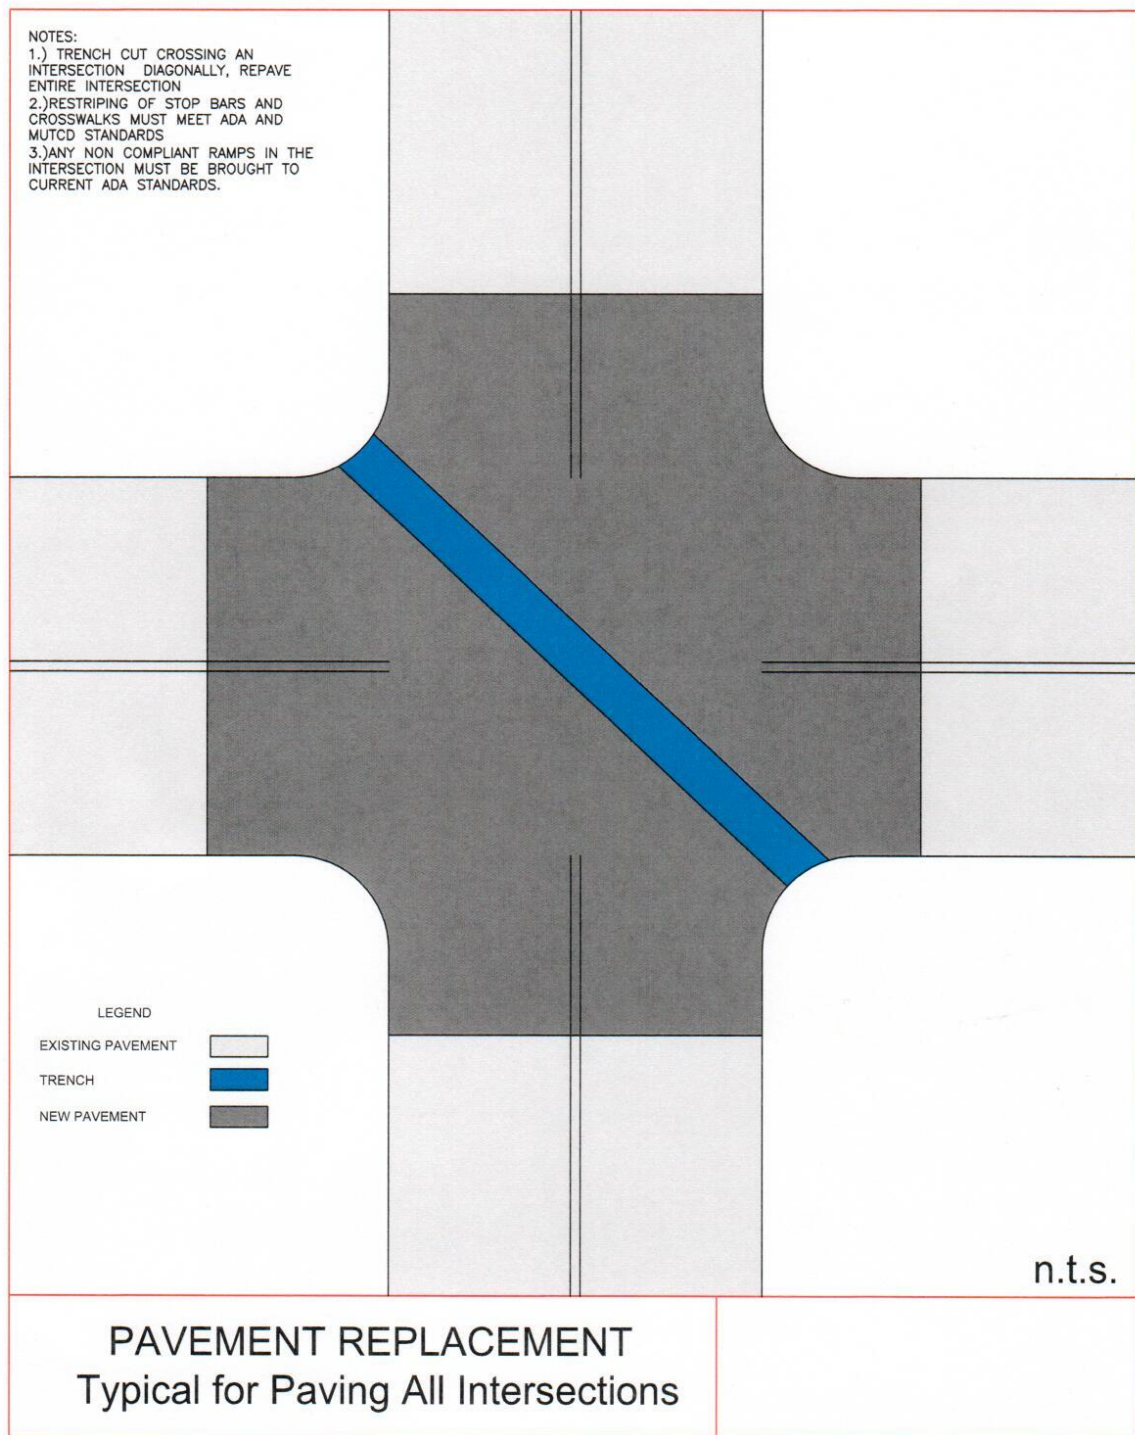 NOTES:
1.) TRENCH CUT CROSSING AN
INTERSECTION DIAGONALLY, REPAVE
ENTIRE INTERSECTION
2.)RESTRIPING OF STOP BARS AND
CROSSWALKS MUST MEET ADA AND
MUTCD STANDARDS
3.)ANY NON COMPLIANT RAMPS IN THE
INTERSECTION MUST BE BROUGHT TO
CURRENT ADA STANDARDS.
LEGEND
EXISTING PAVEMENT
TRENCH
NEW PAVEMENT
n.t.s.
PAVEMENT REPLACEMENT
Typical for Paving All Intersections